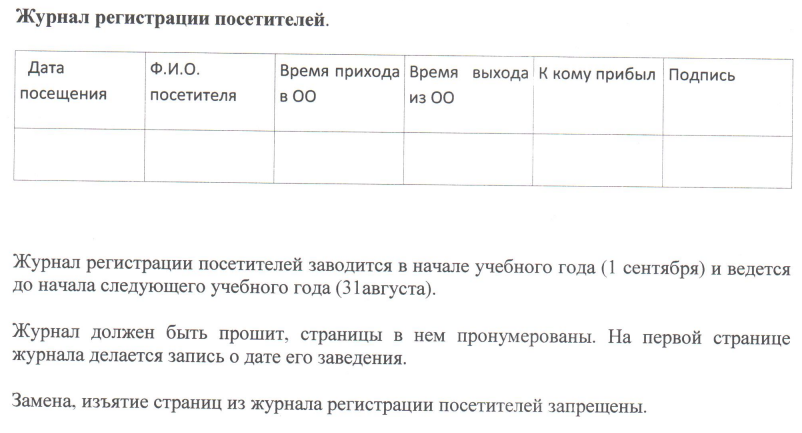 Журнал регистрации посетителей.
Дата посещения
Ф.И.О. посетителя
Время прихода в ОО
Время выхода из ОО
К кому прибыл
Подпись
Журнал регистрации посетителей заводится в начале учебного года (1 сентября) и ведется
до начала следующего учебного года (31августа).
Журнал должен быть прошит, страницы в нем пронумерованы. На первой странице
журнала делается запись о дате его заведения.
Замена, изъятие страниц из журнала регистрации посетителей запрещены.